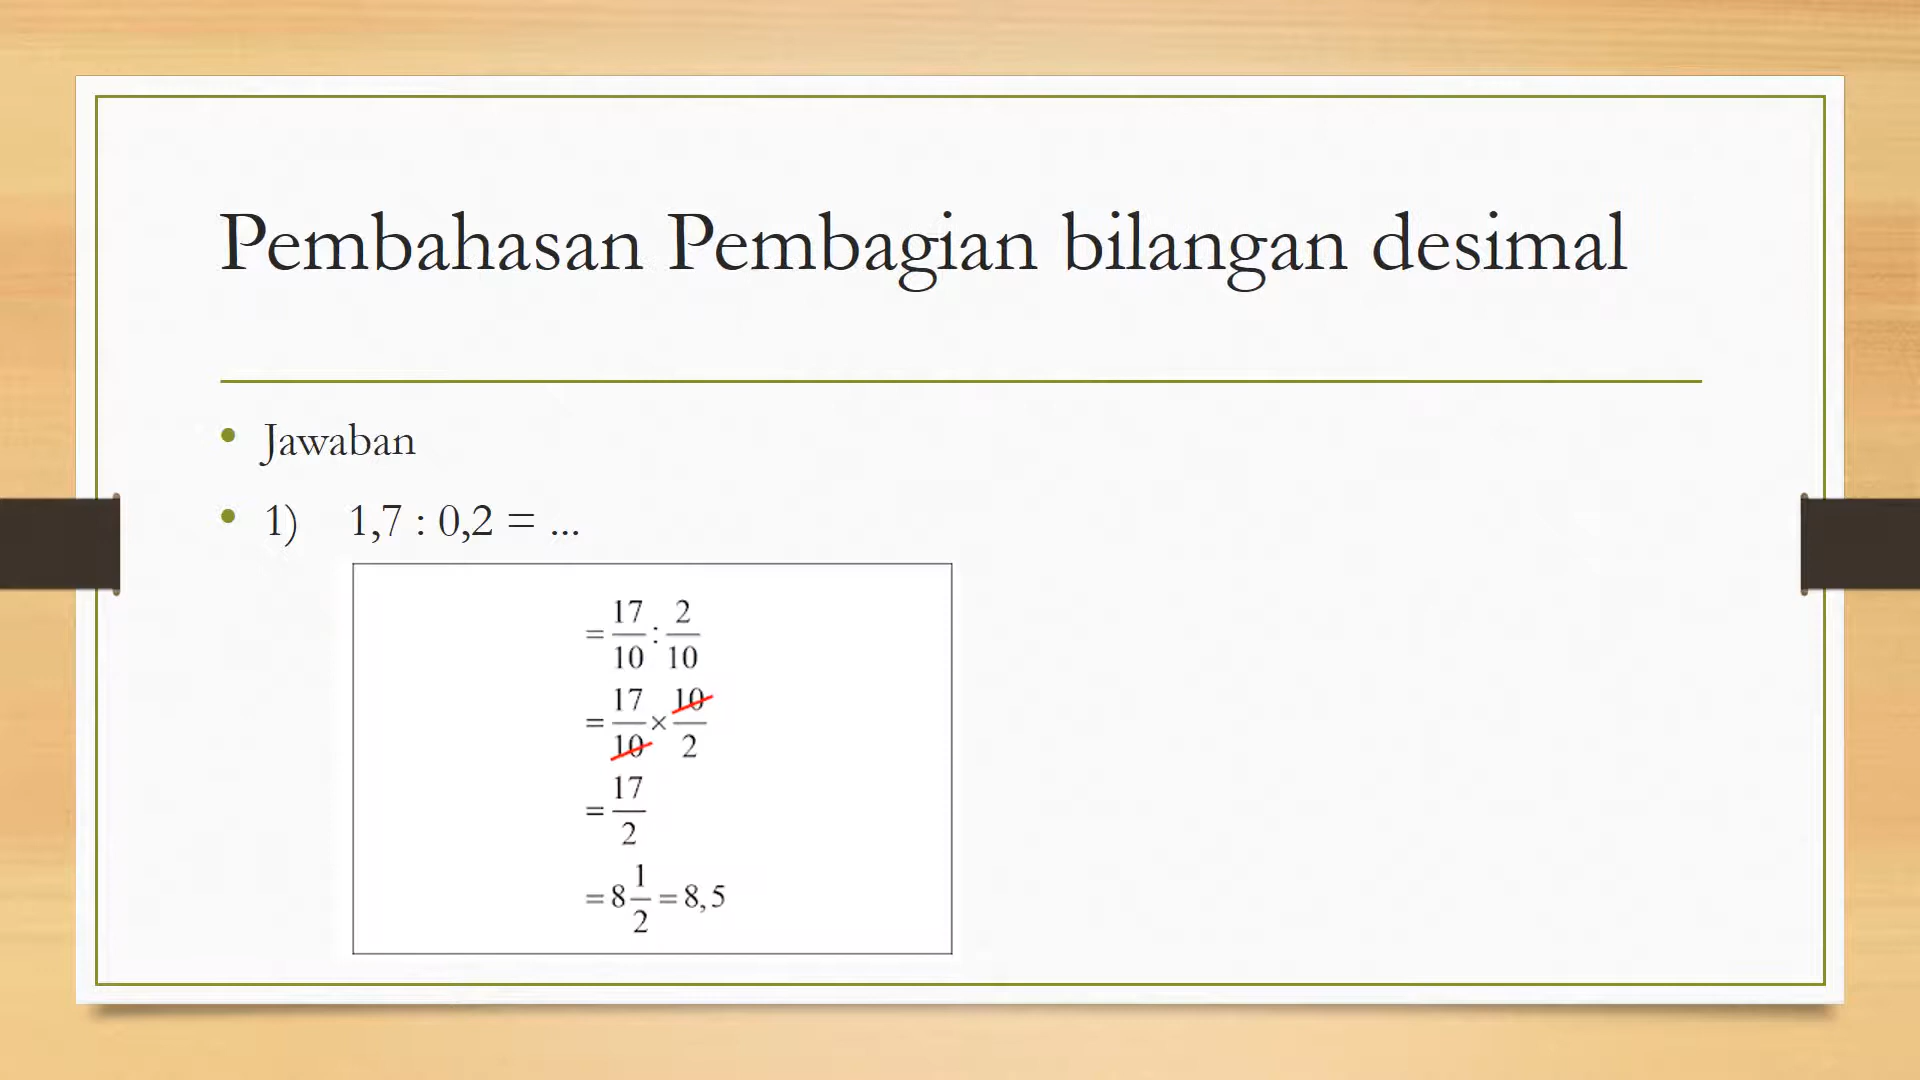 Pembahasan Pembagian bilangan desimal
• Jawaban
• 1) 1,7 : 0,2 = ...
= 17/10 : 2/10
= 17/10 × 10/2
= 17/2
= 8 1/2 = 8,5